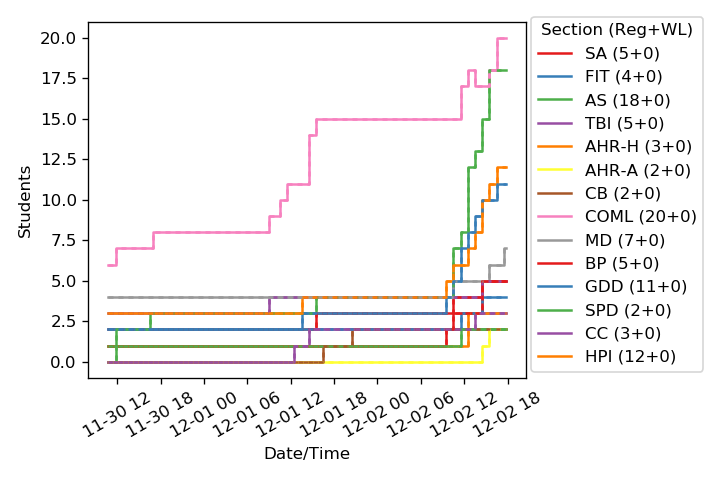 Section (Reg+WL)
SA (5+0)
FIT (4+0)
AS (18+0)
TBI (5+0)
AHR-H (3+0)
AHR-A (2+0)
CB (2+0)
COML (20+0)
MD (7+0)
BP (5+0)
GDD (11+0)
SPD (2+0)
CC (3+0)
HPI (12+0)
20.0
17.5
15.0
12.5
10.0
7.5
5.0
2.5
0.0
Students
11-30 12
11-30 18
12-01 00
12-01 06
12-01 12
12-01 18
12-02 00
12-02 06
12-02 12
12-02 18
Date/Time